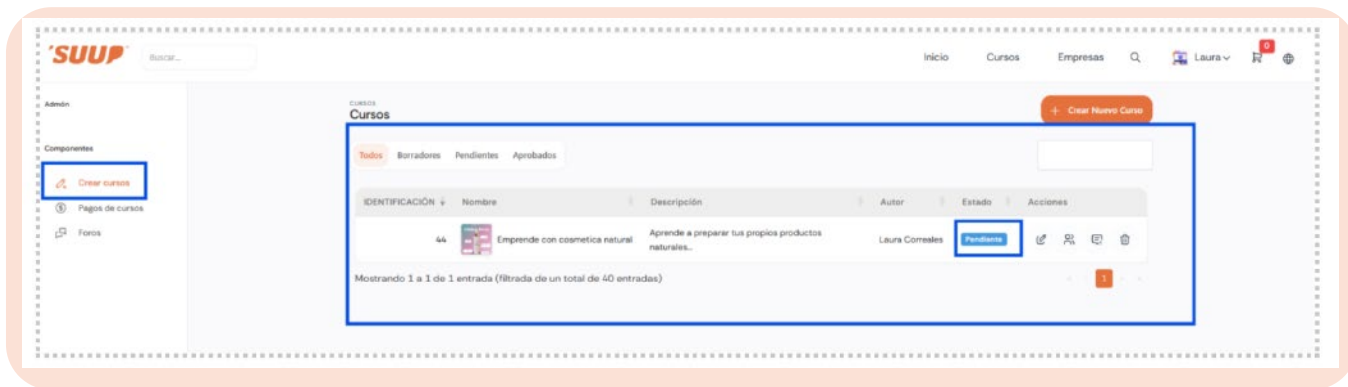 SUUP Buscar... Inicio Cursos Empresas Laura 0
Admón
CURSOS
Cursos
+ Crear Nuevo Curso
Componentes
Todos Borradores Pendientes Aprobados
Crear cursos
Pagos de cursos
Foros
IDENTIFICACIÓN Nombre Descripción Autor Estado Acciones
44 Emprende con cosmetica natural Aprende a preparar tus propios productos naturales... Laura Correales Pendiente
Mostrando 1 a 1 de 1 entrada (filtrada de un total de 40 entradas)
1